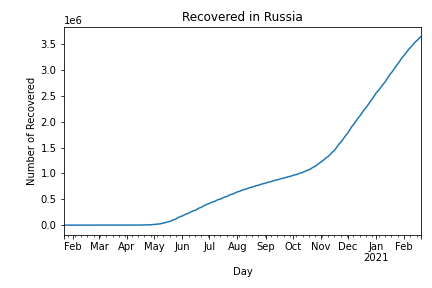 Recovered in Russia
1e6
Number of Recovered
3.5
3.0
2.5
2.0
1.5
1.0
0.5
0.0
Feb Mar Apr May Jun Jul Aug Sep Oct Nov Dec Jan Feb
2021
Day